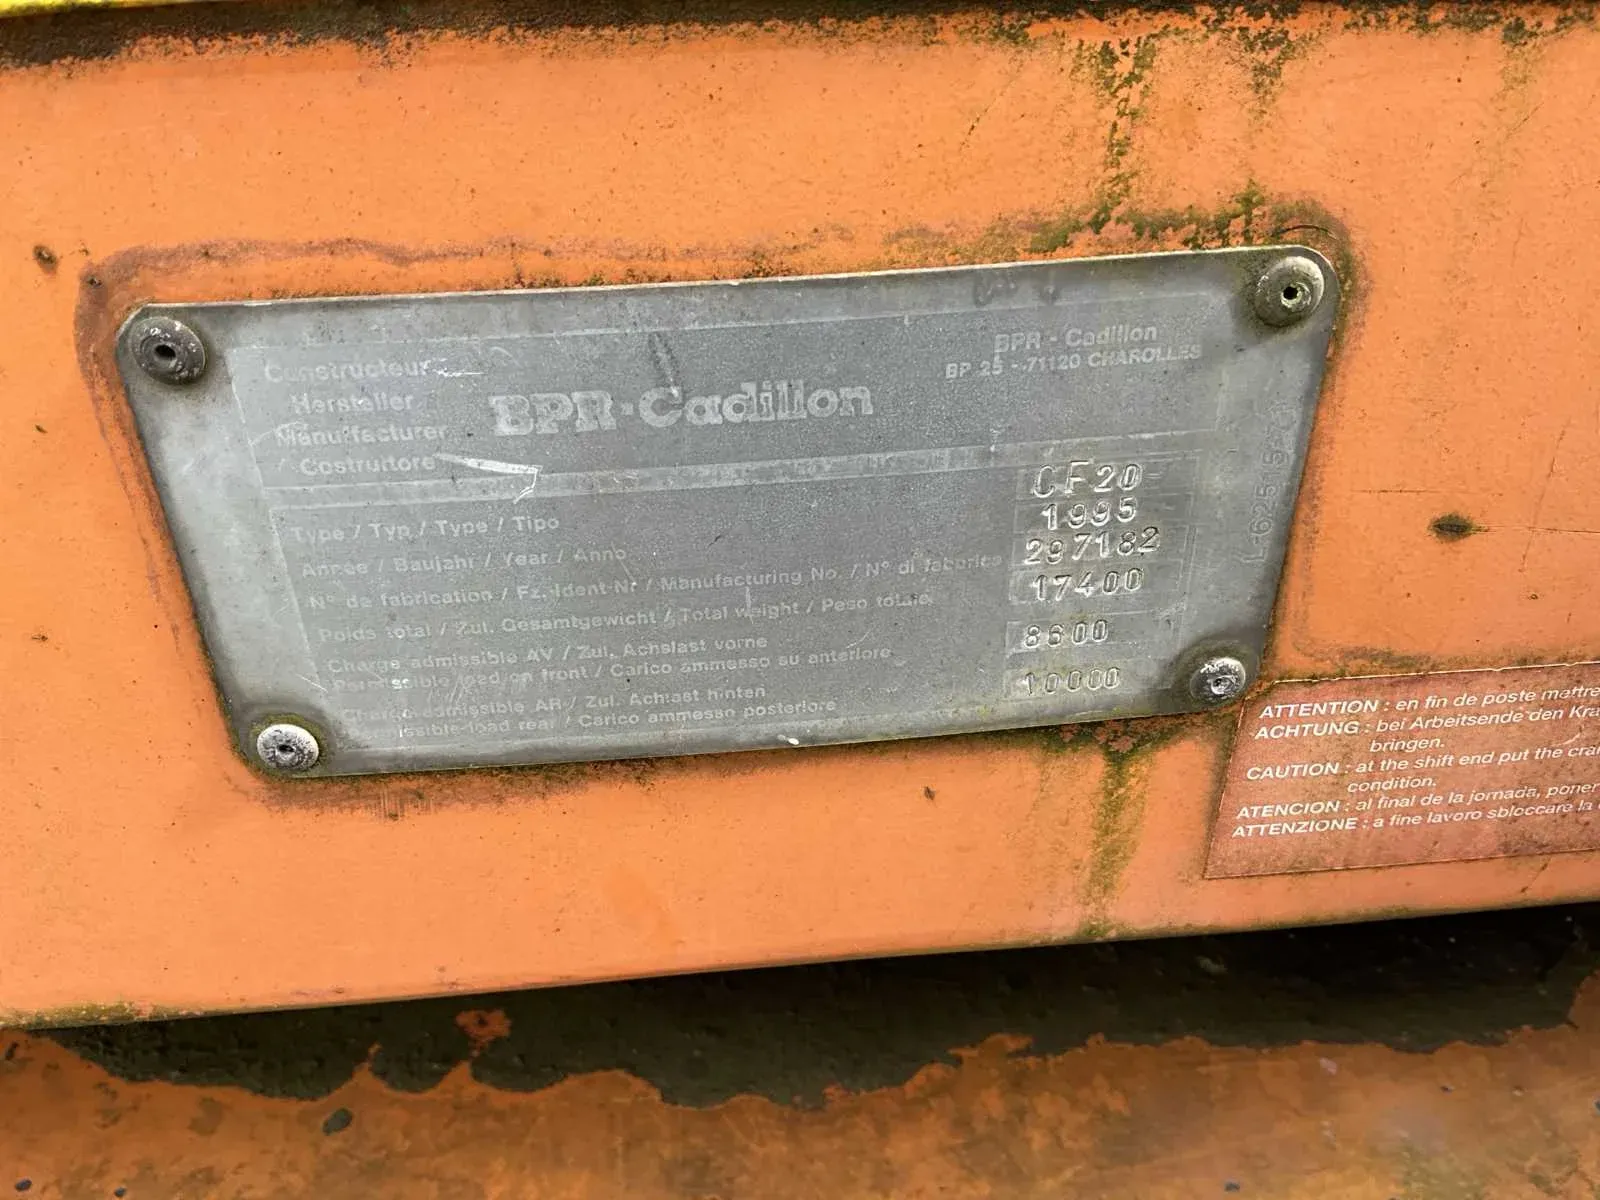 Constructeur
Hersteller
Manufacturer
Costruttore
BPR-Cadillon
BPR - Cadillon
BP 25 - 71120 CHAROLLES
Type / Typ / Type / Tipo CF20
Année / Baujahr / Year / Anno 1995
N° de fabrication / Fz.-Ident-Nr / Manufacturing No. / N° di fabbrica 297182
Poids total / Zul. Gesamtgewicht / Total weight / Peso totale 17400
Charge admissible AV / Zul. Achslast vorne
Permissible load on front / Carico ammesso su anteriore 8600
Charge admissible AR / Zul. Achslast hinten
Permissible load rear / Carico ammesso posteriore 10000
ATTENTION : en fin de poste mettre
ACHTUNG : bei Arbeitsende den Kra
bringen.
CAUTION : at the shift end put the cra
condition.
ATENCION : al final de la jornada, poner
ATTENZIONE : a fine lavoro sbloccare la